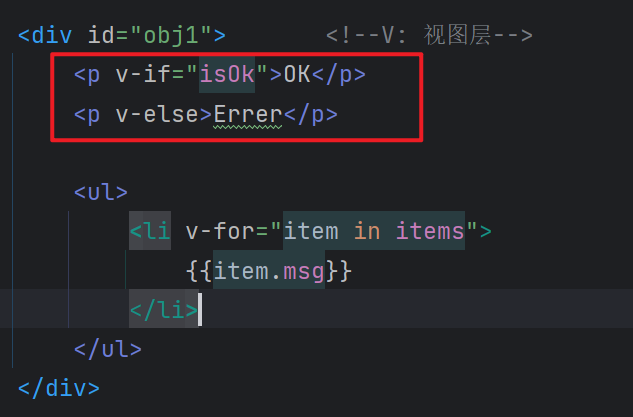 <div id="obj1">        <!--V: 视图层-->
    <p v-if="isOk">OK</p>
    <p v-else>Errer</p>
    <ul>
        <li v-for="item in items">
            {{item.msg}}
        </li>
    </ul>
</div>